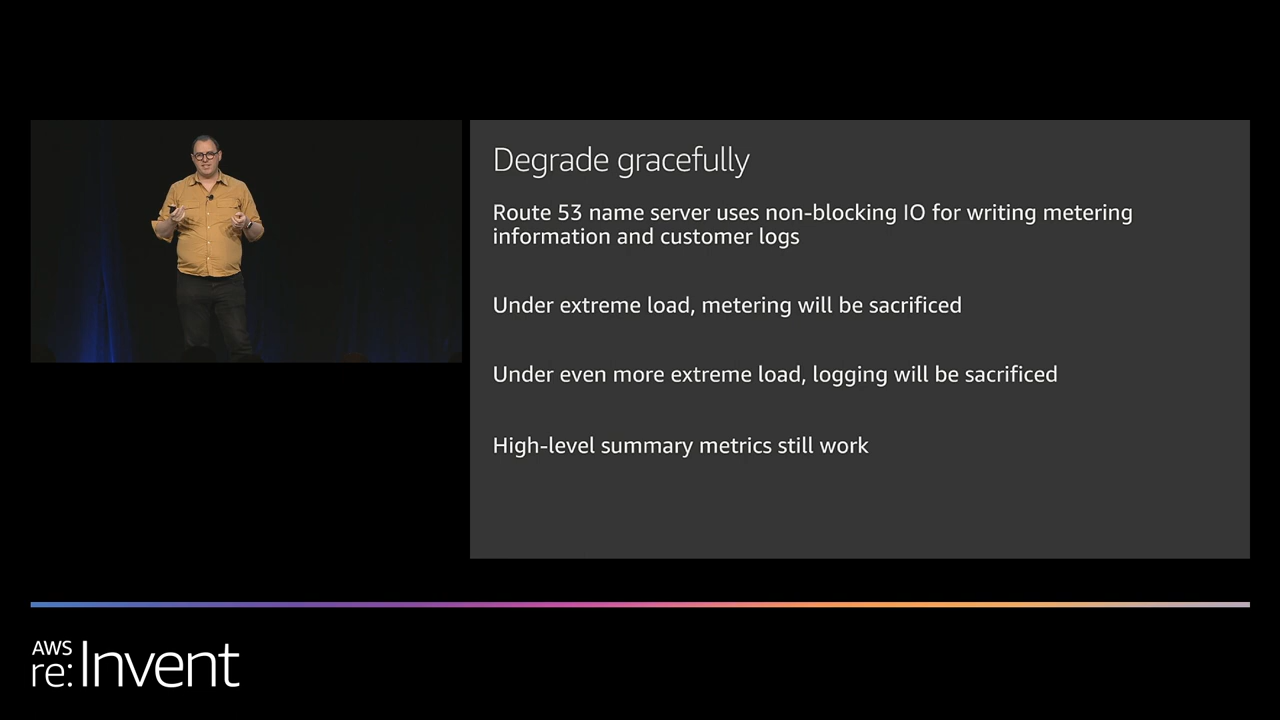 Degrade gracefully
Route 53 name server uses non-blocking IO for writing metering
information and customer logs
Under extreme load, metering will be sacrificed
Under even more extreme load, logging will be sacrificed
High-level summary metrics still work
AWS
re:Invent